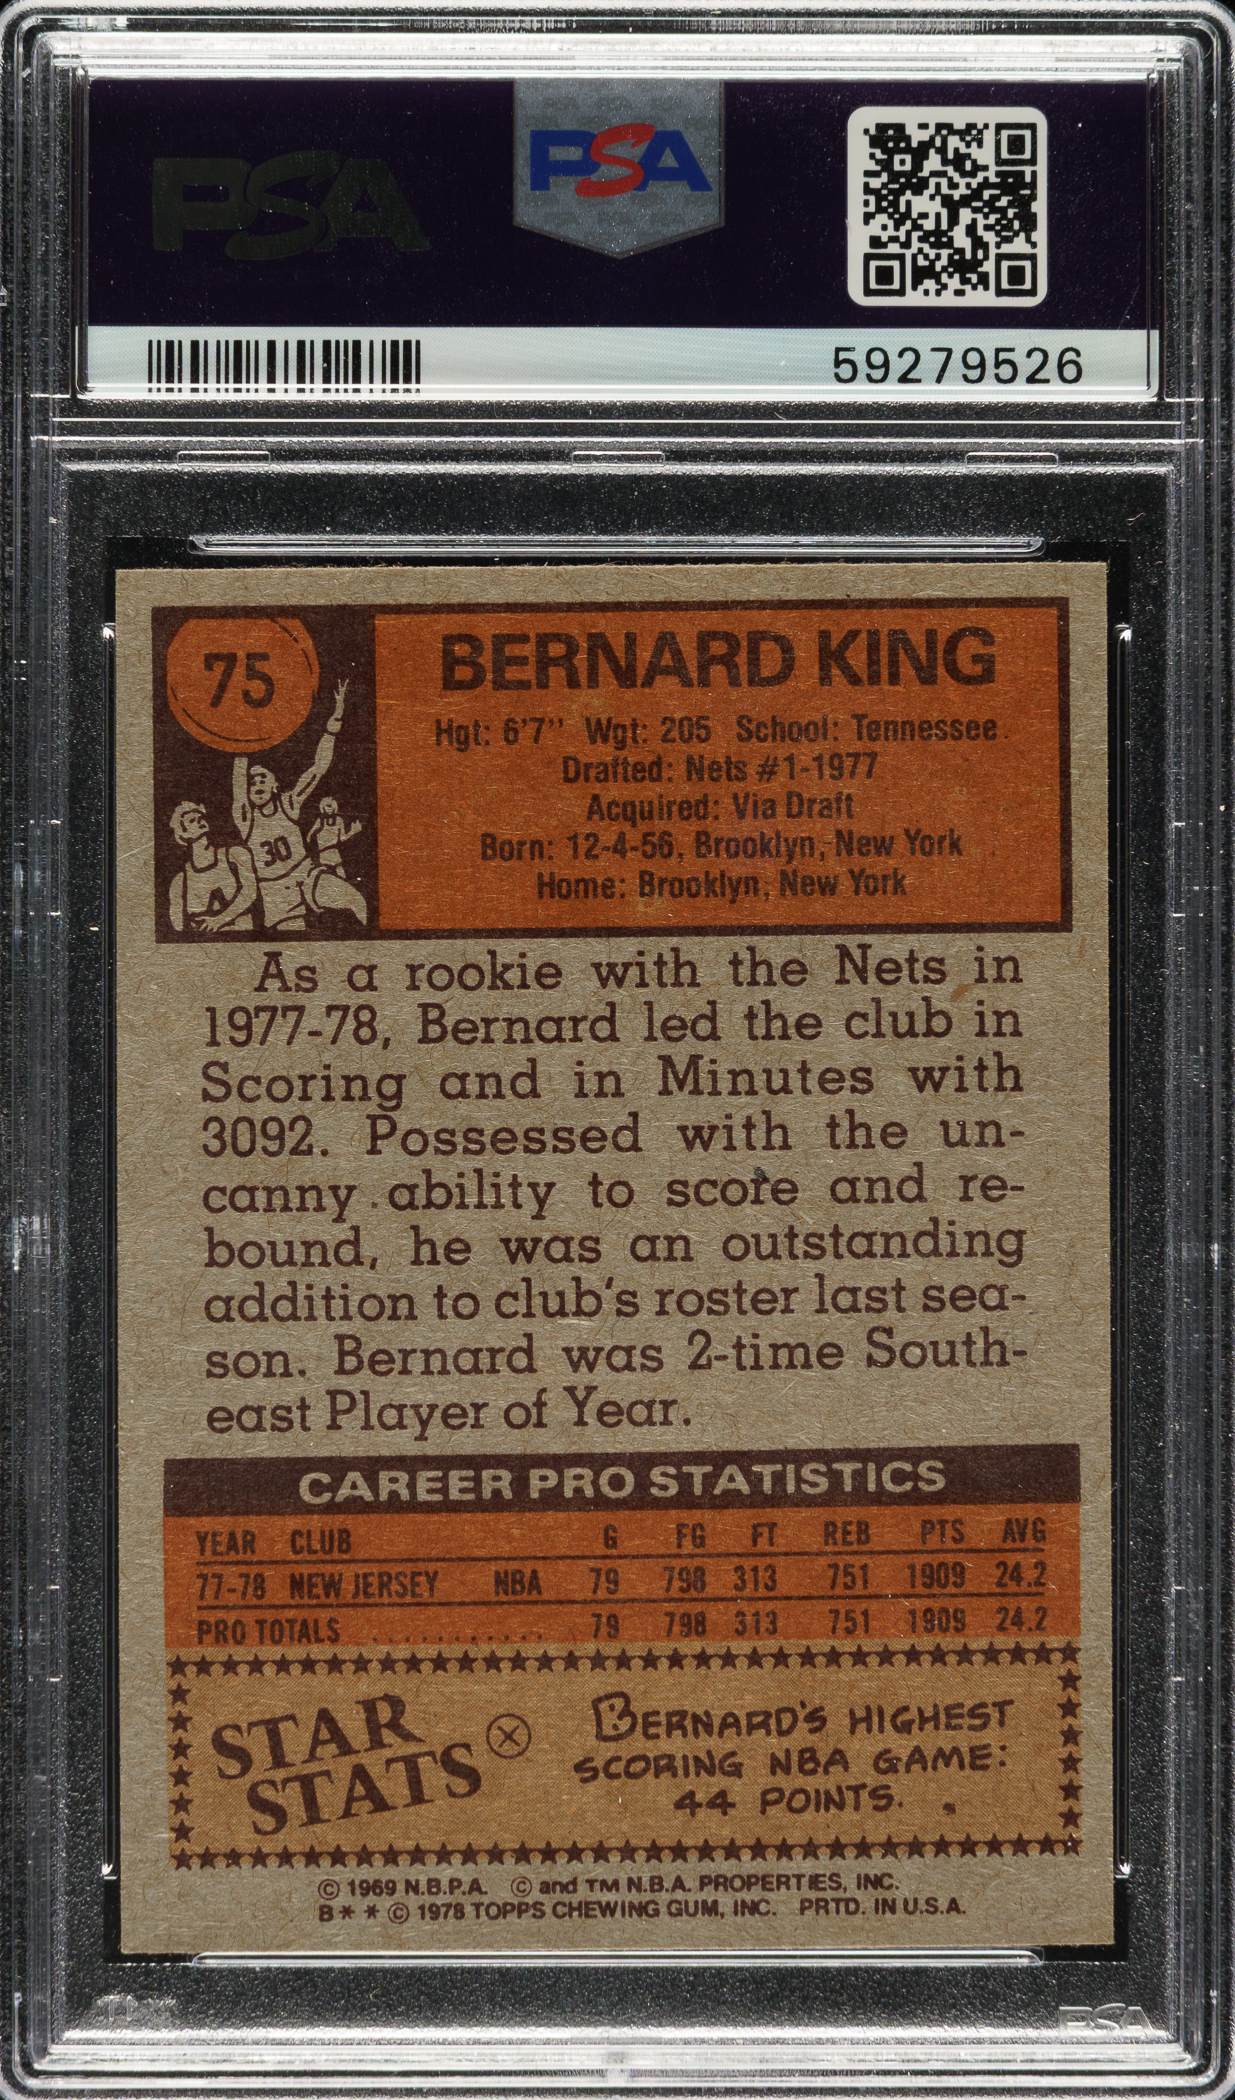 PSA
PSA
59279526
75
BERNARD KING
Hgt: 6'7" Wgt: 205 School: Tennessee.
Drafted: Nets #1-1977
Acquired: Via Draft
Born: 12-4-56, Brooklyn, New York
Home: Brooklyn, New York
30
As a rookie with the Nets in
1977-78, Bernard led the club in
Scoring and in Minutes with
3092. Possessed with the un-
canny ability to score and re-
bound, he was an outstanding
addition to club's roster last sea-
son. Bernard was 2-time South-
east Player of Year.
CAREER PRO STATISTICS
YEAR CLUB G FG FT REB PTS AVG
77-78 NEW JERSEY NBA 79 798 313 751 1909 24.2
PRO TOTALS ........... 79 798 313 751 1909 24.2
STAR
STATS
BERNARD'S HIGHEST
SCORING NBA GAME:
44 POINTS.
© 1969 N.B.P.A. © and TM N.B.A. PROPERTIES, INC.
B* * © 1978 TOPPS CHEWING GUM, INC. PRTD. IN U.S.A.
PSA